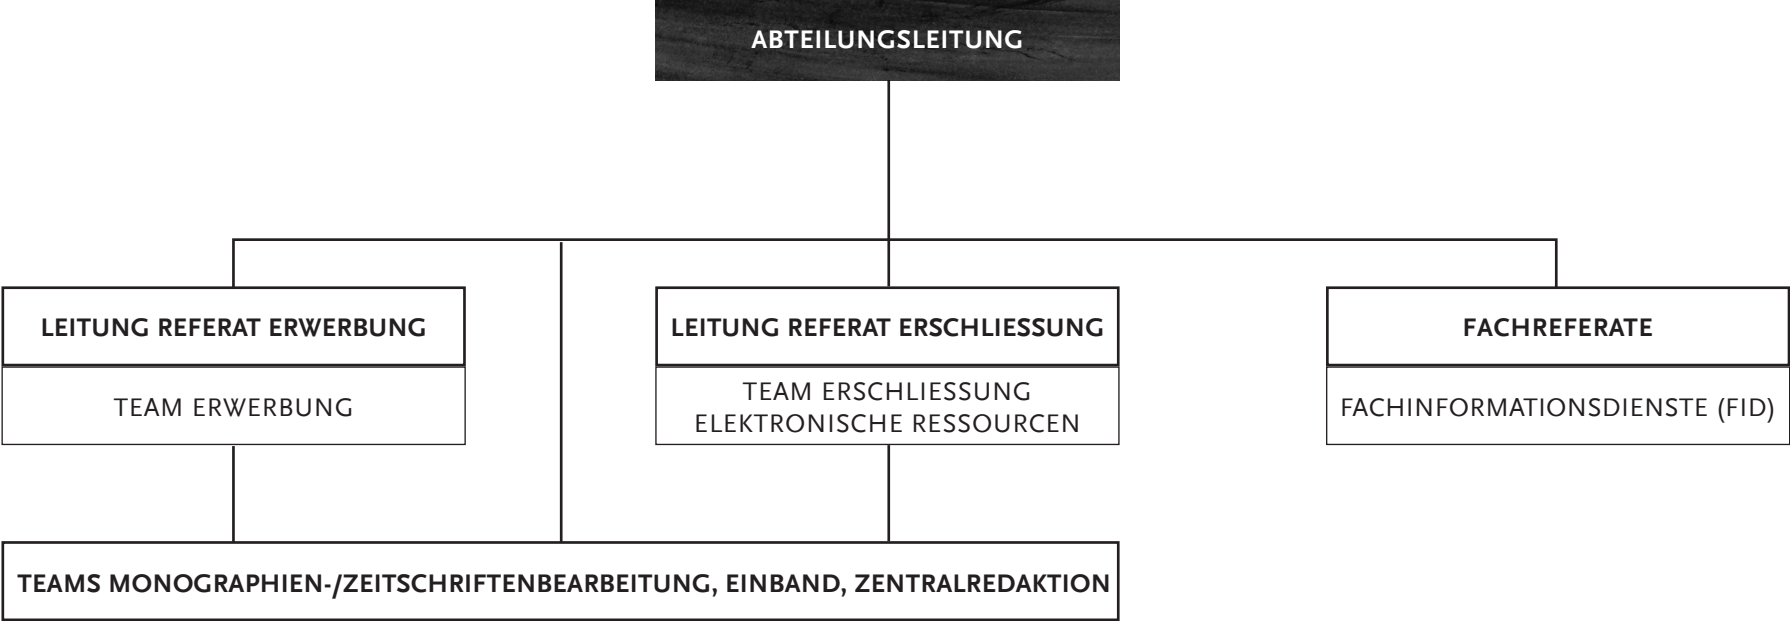 ABTEILUNGSLEITUNG
LEITUNG REFERAT ERWERBUNG
TEAM ERWERBUNG
LEITUNG REFERAT ERSCHLIESSUNG
TEAM ERSCHLIESSUNG
ELEKTRONISCHE RESSOURCEN
FACHREFERATE
FACHINFORMATIONSDIENSTE (FID)
TEAMS MONOGRAPHIEN-/ZEITSCHRIFTENBEARBEITUNG, EINBAND, ZENTRALREDAKTION